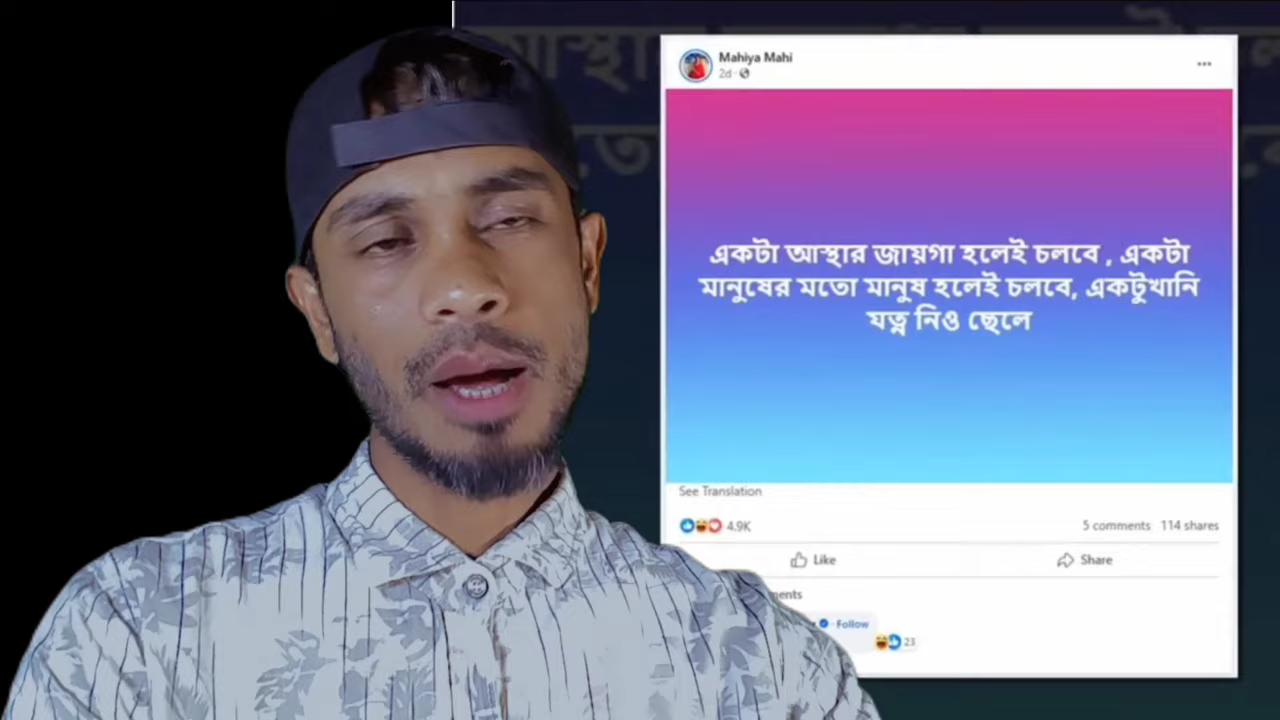 Mahiya Mahi
2d
একটা আস্থার জায়গা হলেই চলবে , একটা
মানুষের মতো মানুষ হলেই চলবে, একটুখানি
যত্ন নিও ছেলে
See Translation
4.9K
5 comments 114 shares
Like
Share
Follow
23